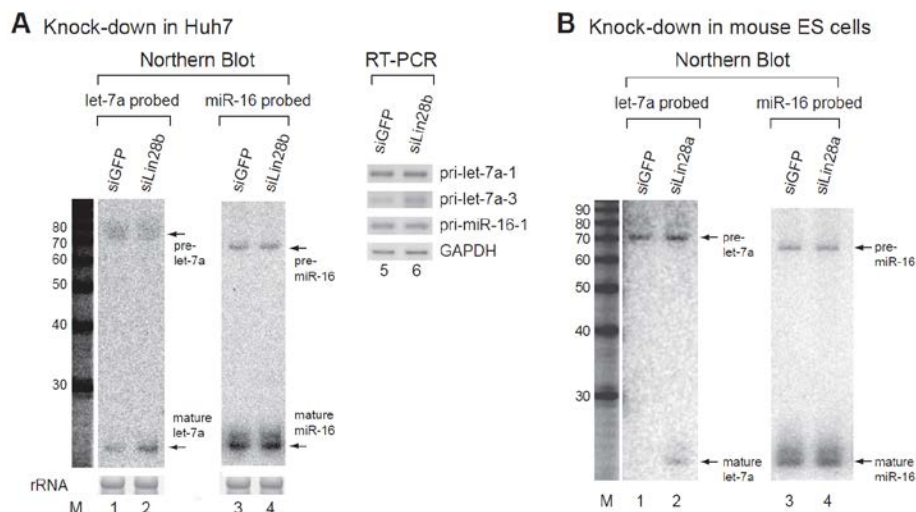 A Knock-down in Huh7
Northern Blot
RT-PCR
let-7a probed
miR-16 probed
siGFP
siLin28b
siGFP
siLin28b
siGFP
siLin28b
80
70
60
50
40
30
pre-
let-7a
pre-
miR-16
mature
let-7a
mature
miR-16
pri-let-7a-1
pri-let-7a-3
pri-miR-16-1
GAPDH
5 6
rRNA
M 1 2 3 4
B Knock-down in mouse ES cells
Northern Blot
let-7a probed
miR-16 probed
siGFP
siLin28a
siGFP
siLin28a
90
80
70
60
50
40
30
pre-
let-7a
pre-
miR-16
mature
let-7a
mature
miR-16
M 1 2 3 4